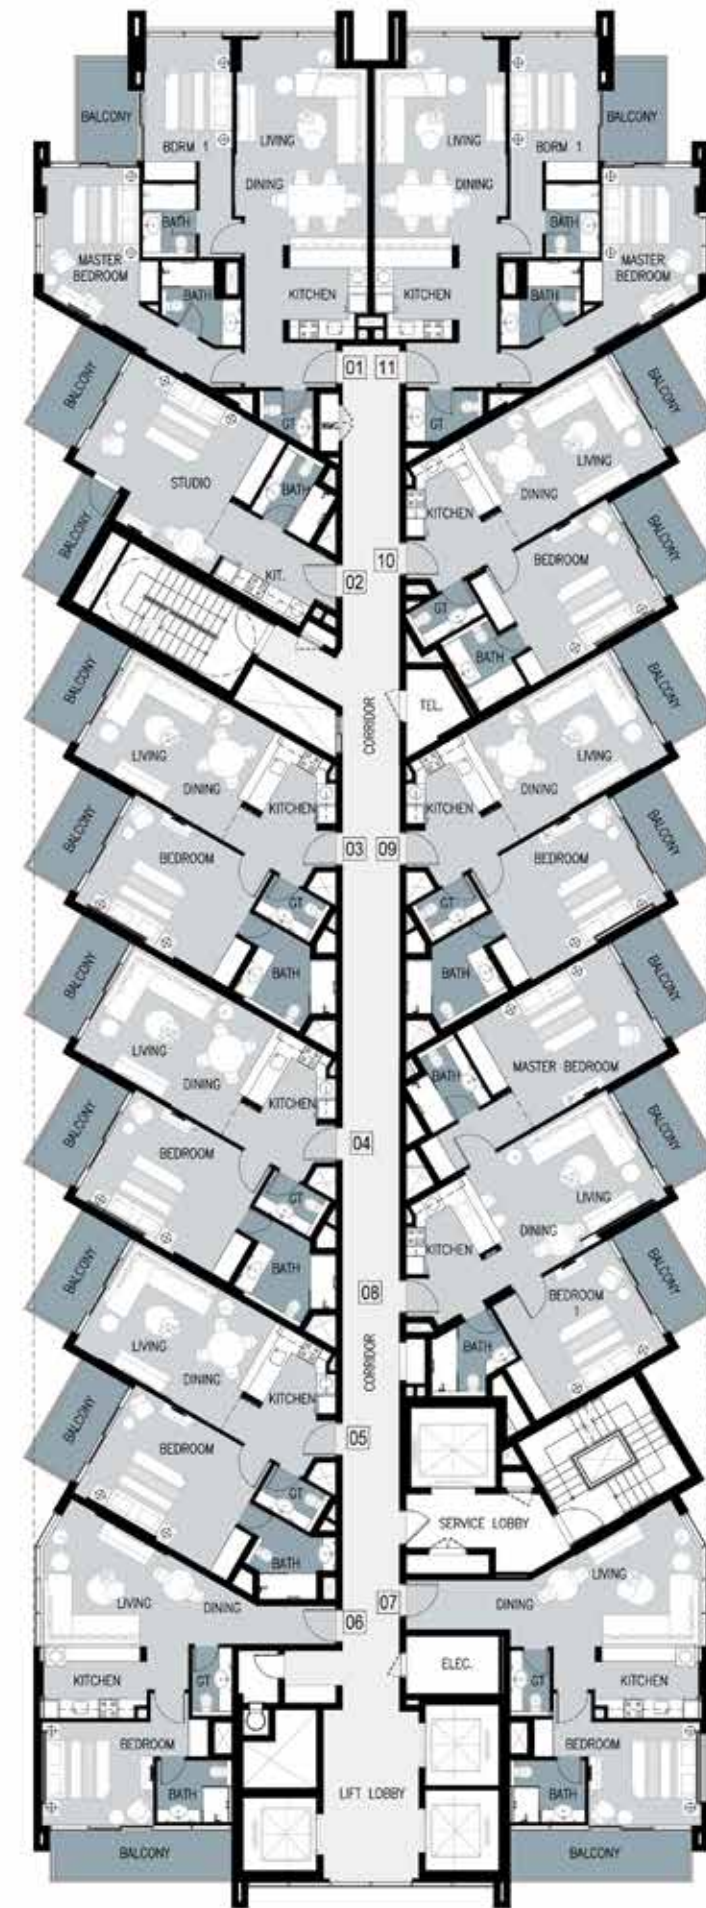 LIVING
LIVING
BALCONY
BALCONY
BDRM 1
BDRM 1
DINING
DINING
BATH
BATH
MASTER
BEDROOM
MASTER
BEDROOM
BATH
KITCHEN
KITCHEN
BATH
01
11
BALCONY
BALCONY
GT
GT
LIVING
STUDIO
BATH
DINING
KITCHEN
BALCONY
BALCONY
10
BEDROOM
KIT.
02
GT
BATH
BALCONY
BALCONY
TEL.
CORRIDOR
LIVING
LIVING
DINING
DINING
KITCHEN
KITCHEN
BALCONY
BALCONY
03
09
BEDROOM
BEDROOM
GT
GT
BATH
BATH
BALCONY
BALCONY
LIVING
DINING
MASTER BEDROOM
BATH
KITCHEN
BALCONY
BALCONY
04
BEDROOM
LIVING
GT
DINING
KITCHEN
BATH
BALCONY
BALCONY
08
BEDROOM
1
LIVING
BATH
CORRIDOR
DINING
KITCHEN
BALCONY
05
BEDROOM
GT
SERVICE LOBBY
BATH
LIVING
LIVING
DINING
07
DINING
06
ELEC.
KITCHEN
GT
GT
KITCHEN
BEDROOM
BEDROOM
BATH
LIFT LOBBY
BATH
BALCONY
BALCONY